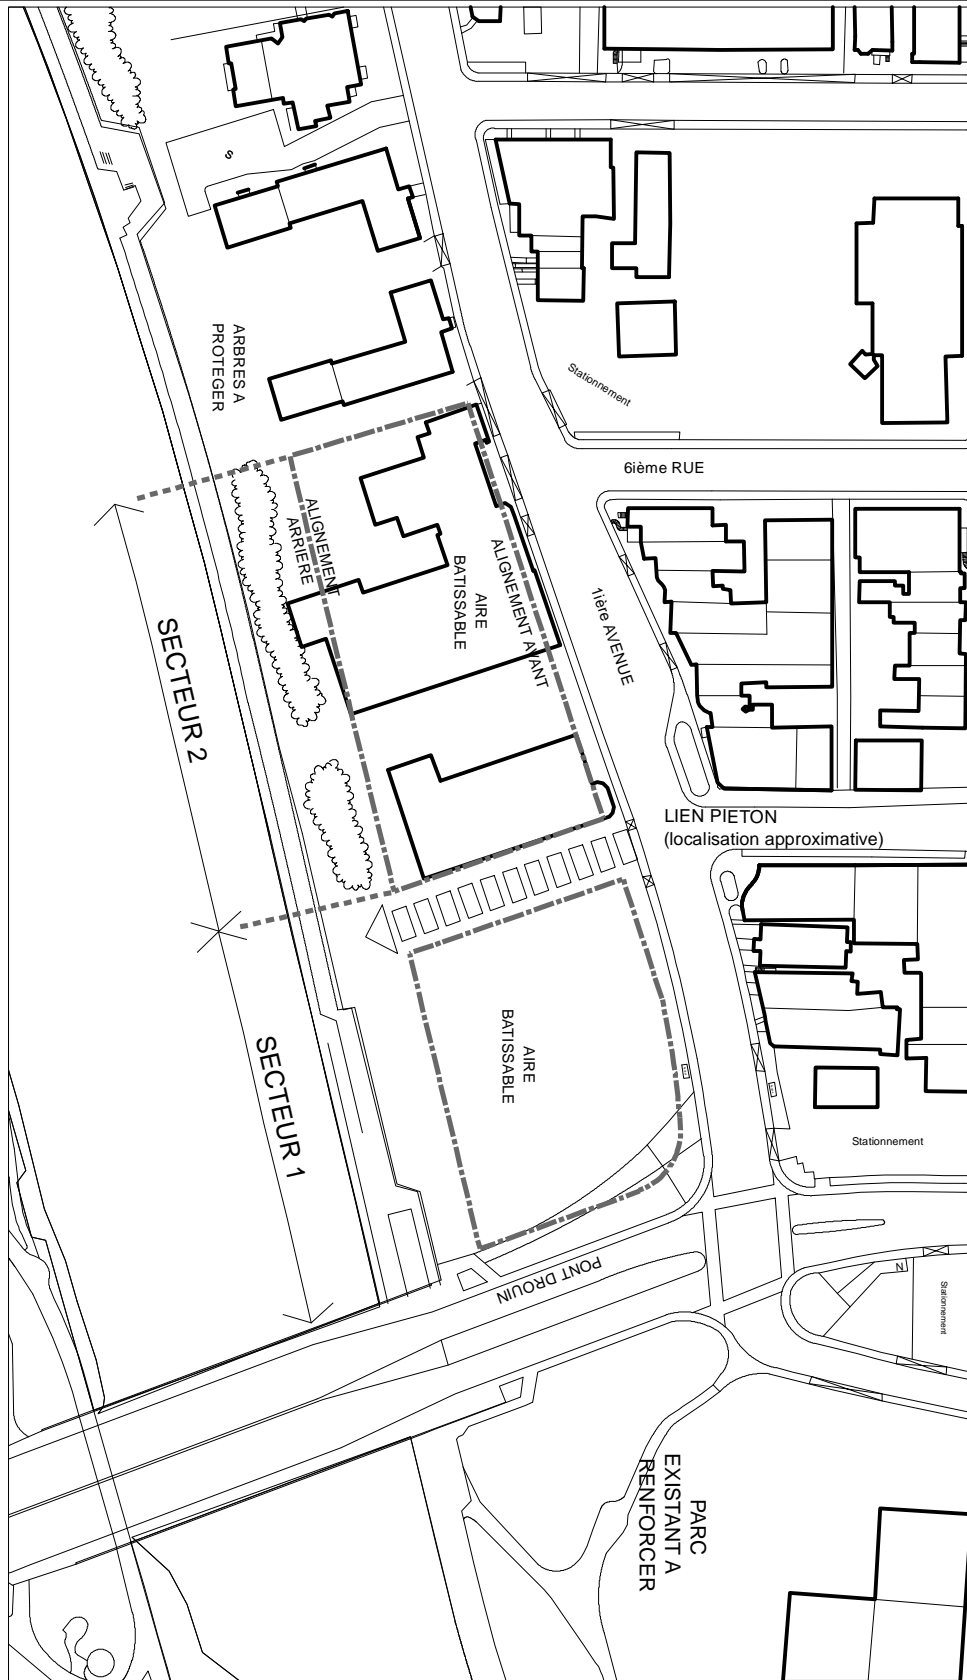 S
ARBRES A
PROTEGER
Stationnement
6ième RUE
ALIGNEMENT
ARRIERE
AIRE
BATISSABLE
ALIGNEMENT AVANT
1ière AVENUE
SECTEUR 2
LIEN PIETON
(localisation approximative)
AIRE
BATISSABLE
SECTEUR 1
Stationnement
PONT DROUIN
N
Stationnement
PARC
EXISTANT A
RENFORCER